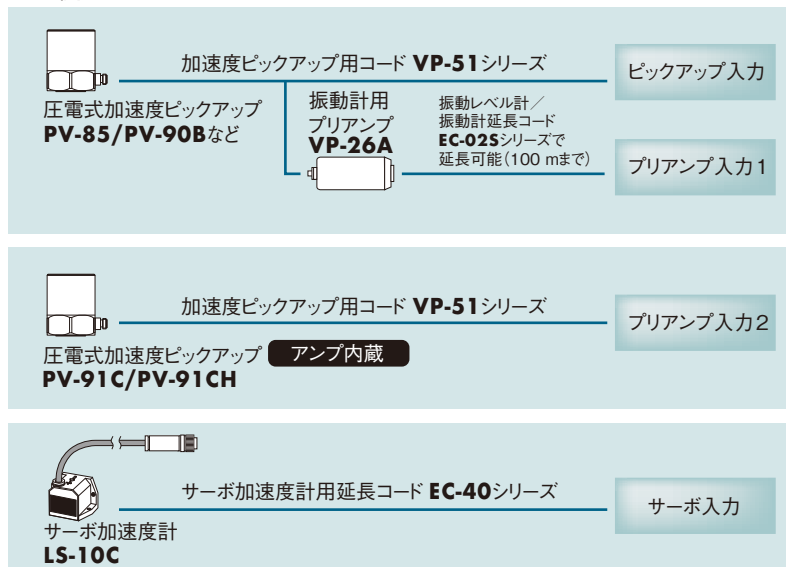 加速度ピックアップ用コード VP-51シリーズ
ピックアップ入力
圧電式加速度ピックアップ
PV-85/PV-90Bなど
振動計用
プリアンプ
VP-26A
振動レベル計／
振動計延長コード
EC-02Sシリーズで
延長可能（100 mまで）
プリアンプ入力1
加速度ピックアップ用コード VP-51シリーズ
プリアンプ入力2
圧電式加速度ピックアップ アンプ内蔵
PV-91C/PV-91CH
サーボ加速度計用延長コード EC-40シリーズ
サーボ入力
サーボ加速度計
LS-10C